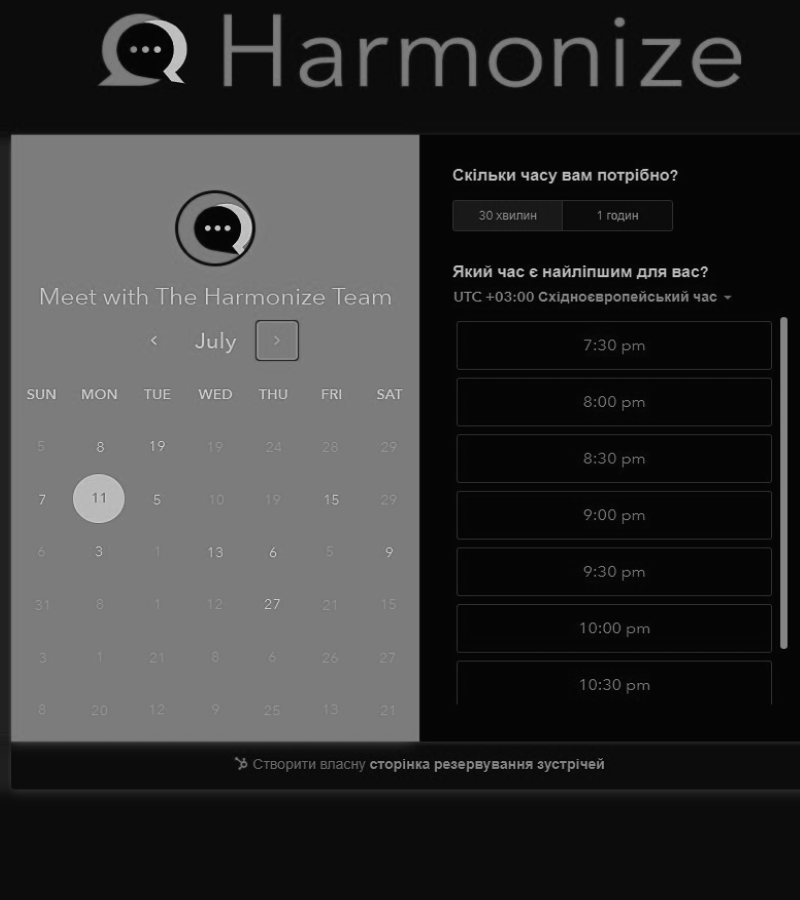 Harmonize
Meet with The Harmonize Team
July
SUN MON TUE WED THU FRI SAT
5 8 19 19 24 28 29
7 11 5 10 19 15 29
6 3 1 13 6 5 9
31 8 1 12 27 21 15
3 1 21 8 6 26 27
8 20 12 9 25 13 21
Скільки часу вам потрібно?
30 хвилин 1 годин
Який час є найліпшим для вас?
UTC +03:00 Східноєвропейський час
7:30 pm
8:00 pm
8:30 pm
9:00 pm
9:30 pm
10:00 pm
10:30 pm
Створити власну сторінка резервування зустрічей